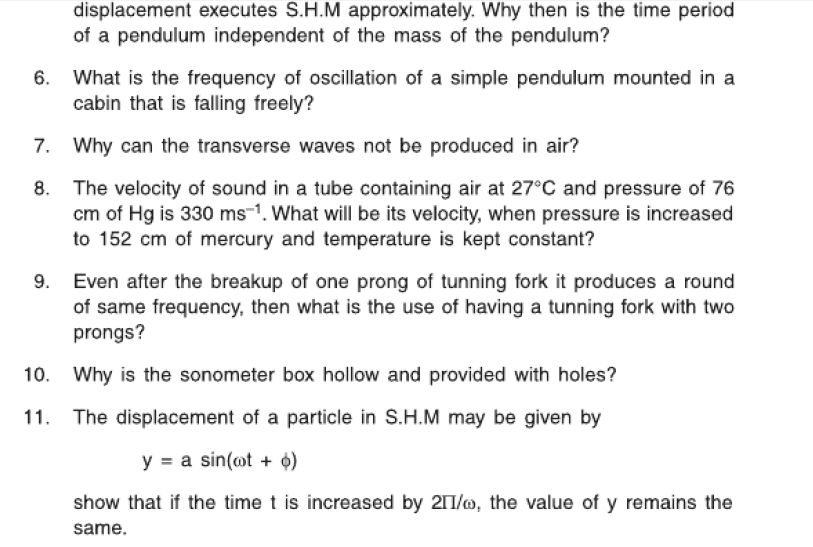 displacement executes S.H.M approximately. Why then is the time period
of a pendulum independent of the mass of the pendulum?
6. What is the frequency of oscillation of a simple pendulum mounted in a
cabin that is falling freely?
7. Why can the transverse waves not be produced in air?
8. The velocity of sound in a tube containing air at 27°C and pressure of 76
cm of Hg is 330 ms⁻¹. What will be its velocity, when pressure is increased
to 152 cm of mercury and temperature is kept constant?
9. Even after the breakup of one prong of tunning fork it produces a round
of same frequency, then what is the use of having a tunning fork with two
prongs?
10. Why is the sonometer box hollow and provided with holes?
11. The displacement of a particle in S.H.M may be given by
y = a sin(ωt + ϕ)
show that if the time t is increased by 2Π/ω, the value of y remains the
same.